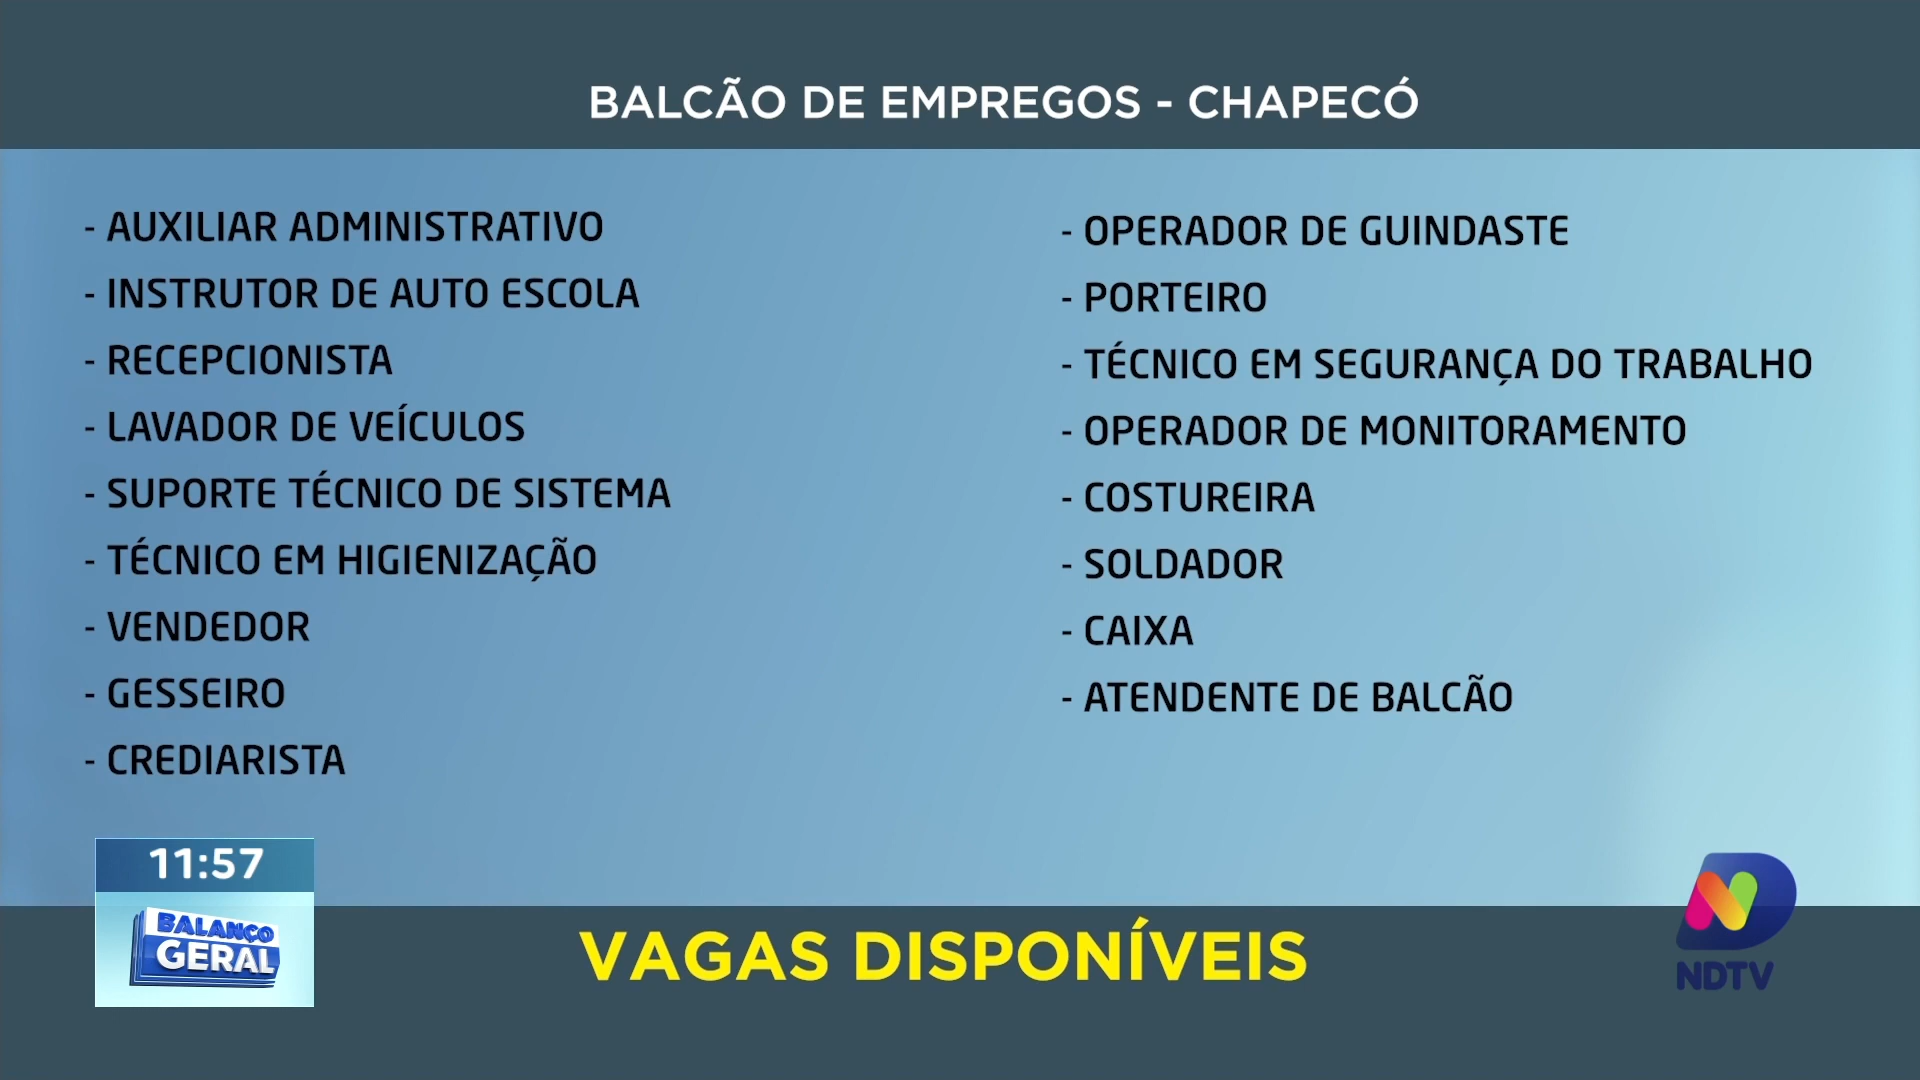 BALCÃO DE EMPREGOS - CHAPECÓ
- AUXILIAR ADMINISTRATIVO
- INSTRUTOR DE AUTO ESCOLA
- RECEPCIONISTA
- LAVADOR DE VEÍCULOS
- SUPORTE TÉCNICO DE SISTEMA
- TÉCNICO EM HIGIENIZAÇÃO
- VENDEDOR
- GESSEIRO
- CREDIARISTA
- OPERADOR DE GUINDASTE
- PORTEIRO
- TÉCNICO EM SEGURANÇA DO TRABALHO
- OPERADOR DE MONITORAMENTO
- COSTUREIRA
- SOLDADOR
- CAIXA
- ATENDENTE DE BALCÃO
11:57
BALANÇO
GERAL
VAGAS DISPONÍVEIS
NDTV